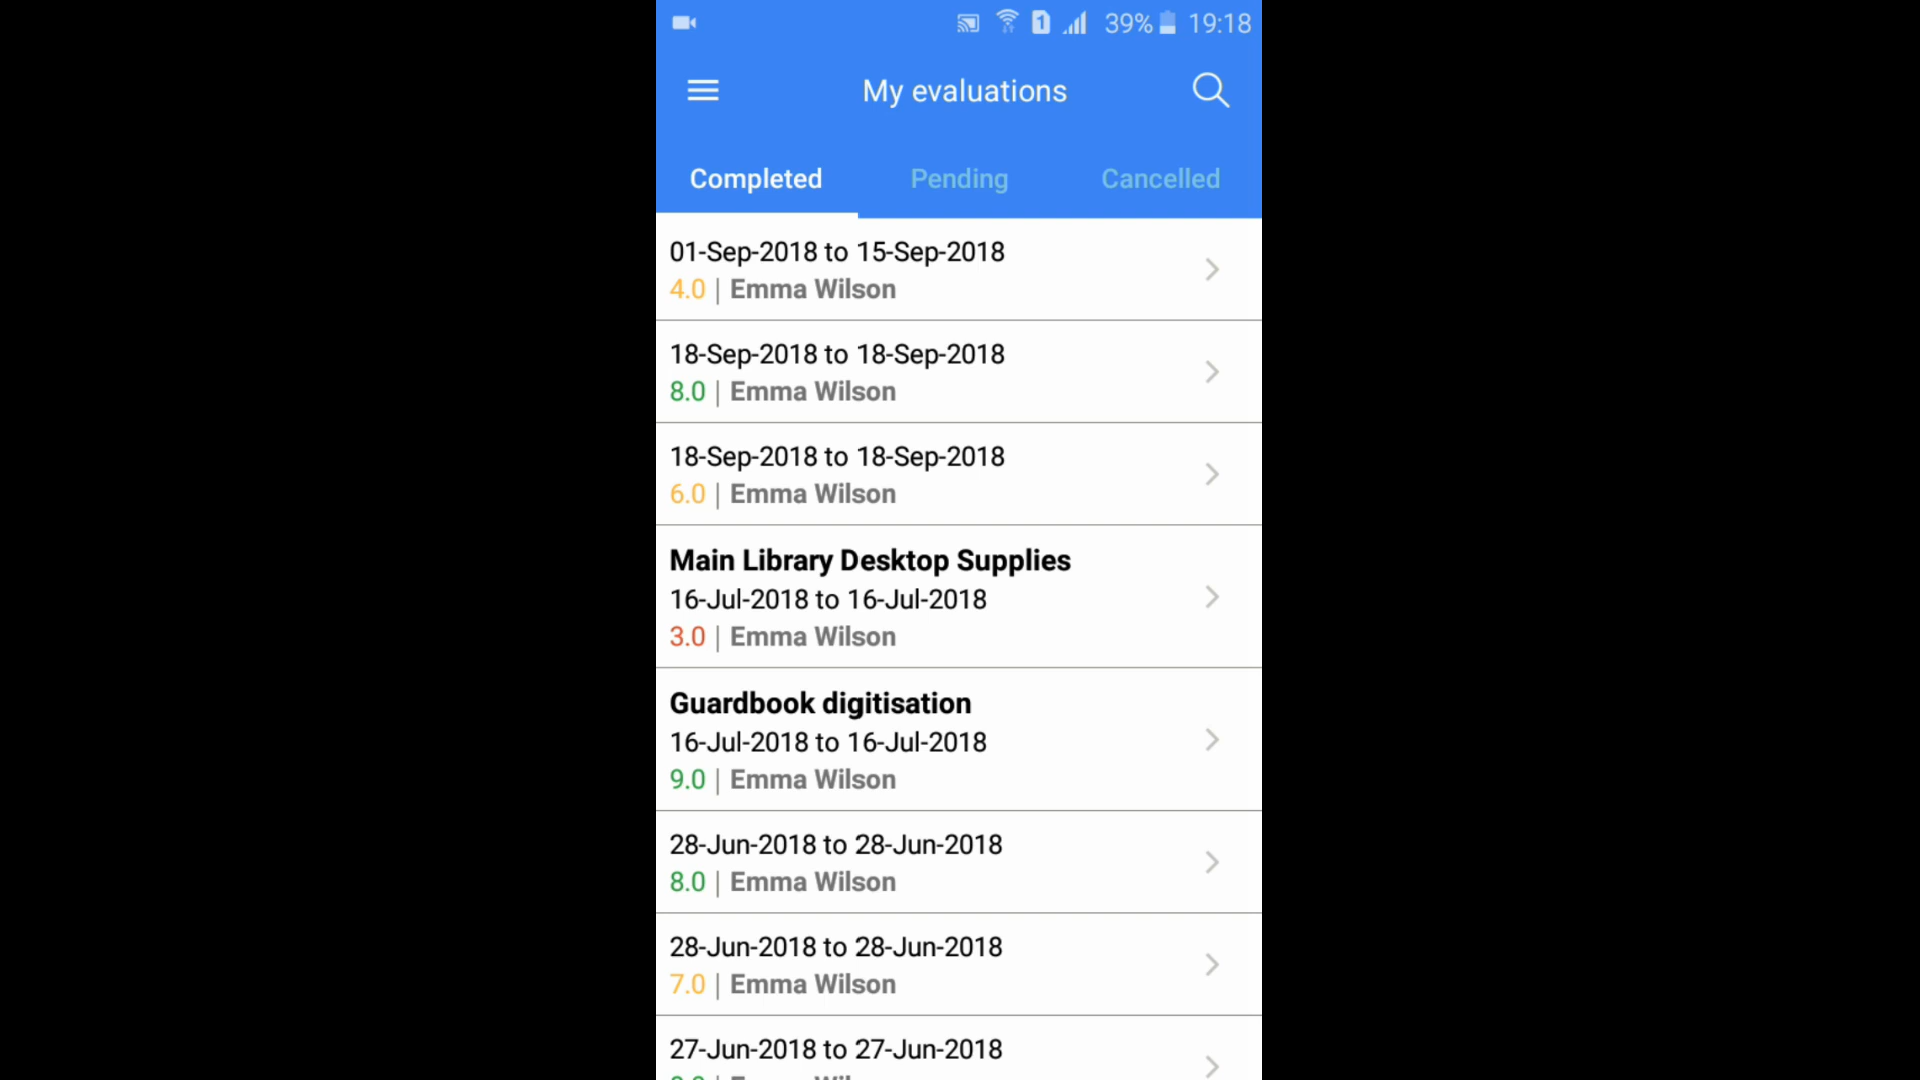 1 39% 19:18
My evaluations
Completed Pending Cancelled
01-Sep-2018 to 15-Sep-2018
4.0 | Emma Wilson
18-Sep-2018 to 18-Sep-2018
8.0 | Emma Wilson
18-Sep-2018 to 18-Sep-2018
6.0 | Emma Wilson
Main Library Desktop Supplies
16-Jul-2018 to 16-Jul-2018
3.0 | Emma Wilson
Guardbook digitisation
16-Jul-2018 to 16-Jul-2018
9.0 | Emma Wilson
28-Jun-2018 to 28-Jun-2018
8.0 | Emma Wilson
28-Jun-2018 to 28-Jun-2018
7.0 | Emma Wilson
27-Jun-2018 to 27-Jun-2018